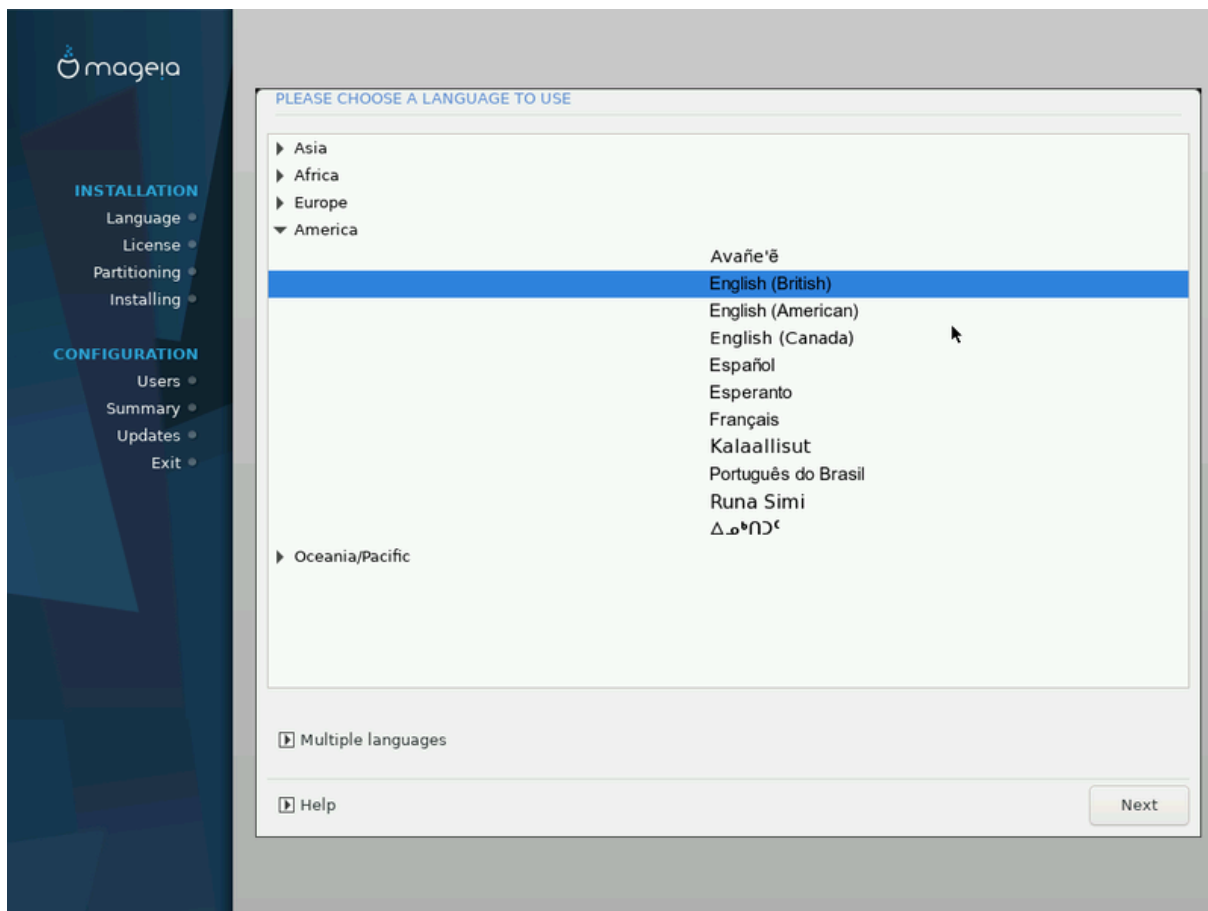 mageia
INSTALLATION
Language
License
Partitioning
Installing
CONFIGURATION
Users
Summary
Updates
Exit
PLEASE CHOOSE A LANGUAGE TO USE
Asia
Africa
Europe
America
Avañe'ẽ
English (British)
English (American)
English (Canada)
Español
Esperanto
Français
Kalaallisut
Português do Brasil
Runa Simi
ᐃᓄᒃᑎᑐᑦ
Oceania/Pacific
Multiple languages
Help
Next